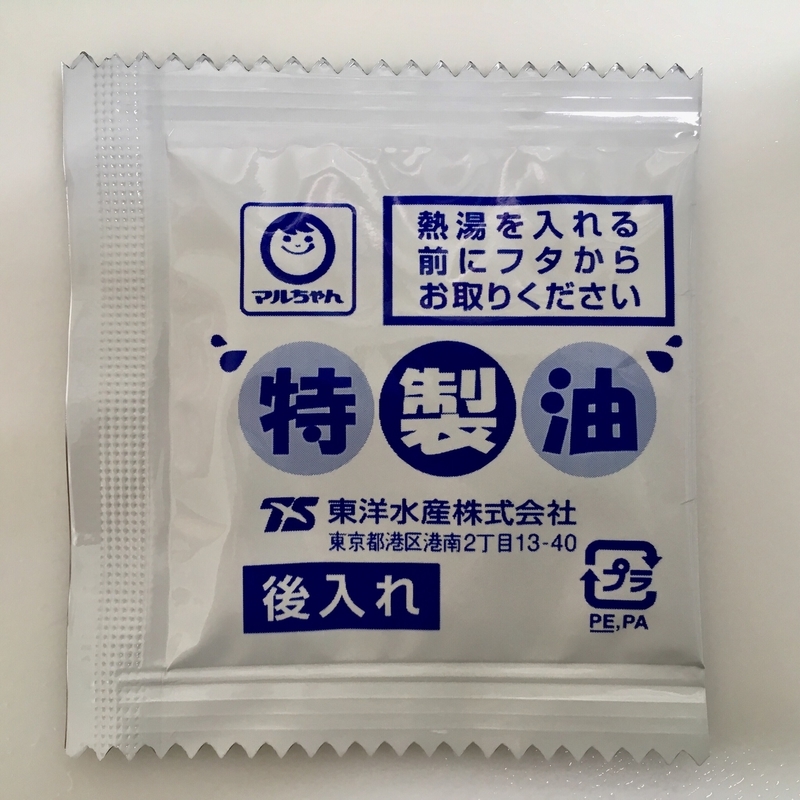 マルちゃん
熱湯を入れる
前にフタから
お取りください
特製油
TS 東洋水産株式会社
東京都港区港南2丁目13-40
後入れ
プラ
PE,PA